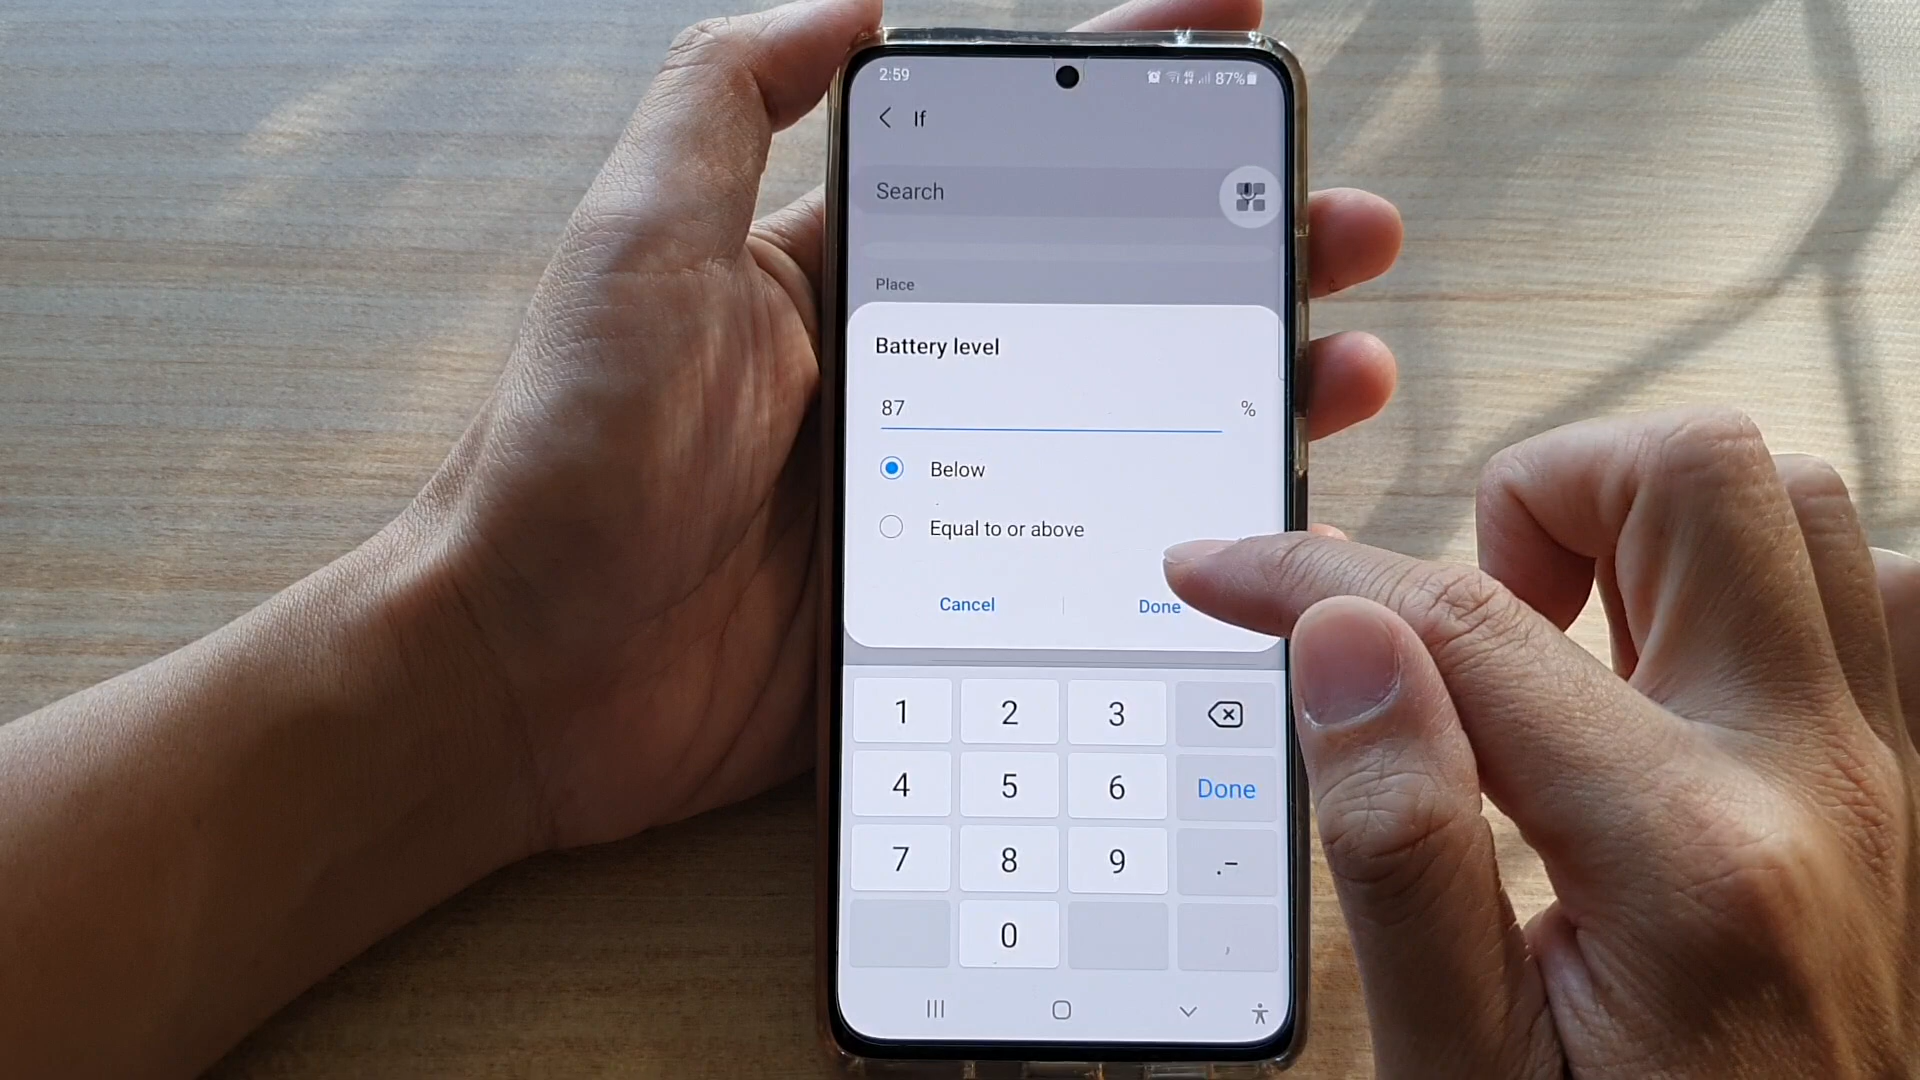 2:59 87%
If
Search
Place
Battery level
87 %
Below
Equal to or above
Cancel Done
1 2 3
4 5 6 Done
7 8 9 .-
0 ,